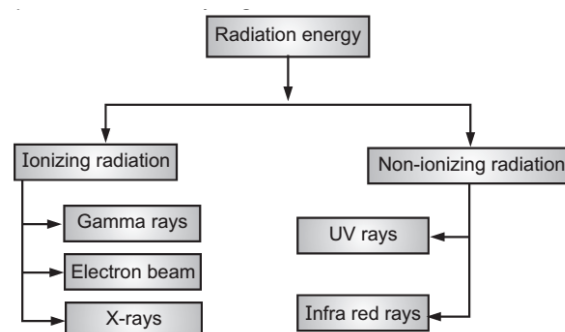 Radiation energy
Ionizing radiation
Non-ionizing radiation
Gamma rays
UV rays
Electron beam
Infra red rays
X-rays